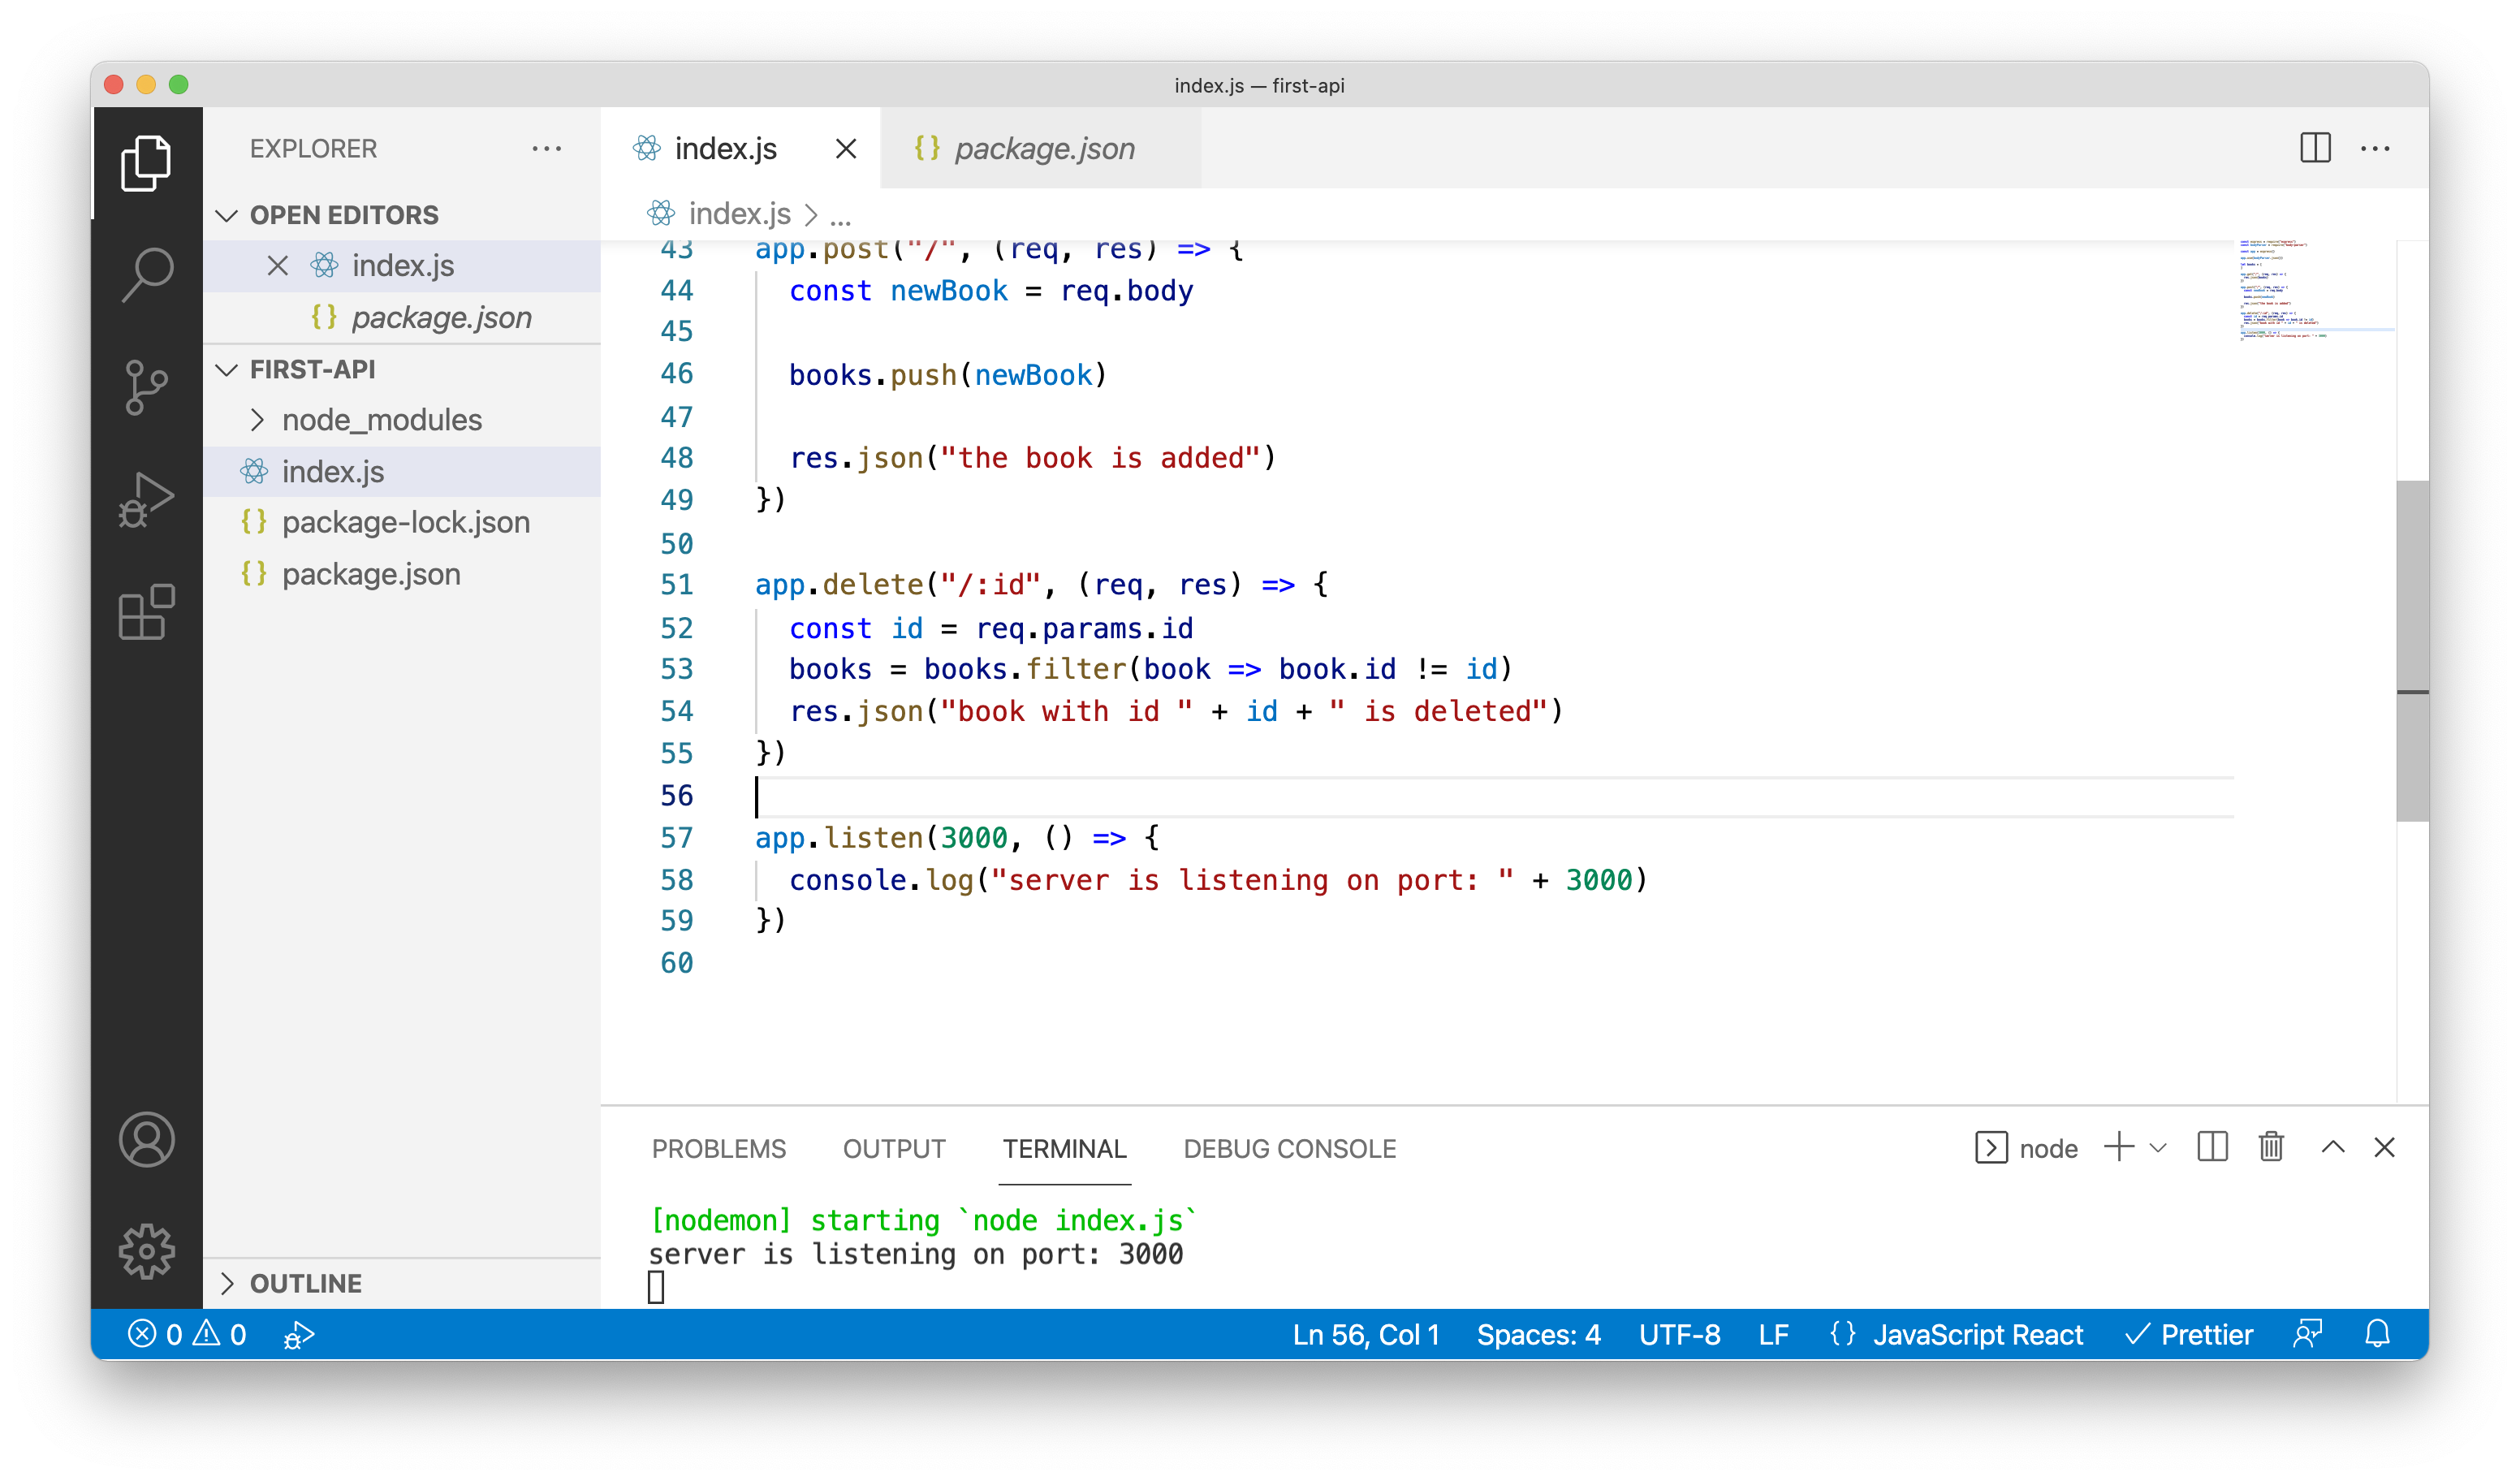 index.js — first-api
EXPLORER
index.js
package.json
index.js > ...
OPEN EDITORS
index.js
package.json
FIRST-API
node_modules
index.js
package-lock.json
package.json
OUTLINE
43 app.post("/", (req, res) => {
44 const newBook = req.body
45
46 books.push(newBook)
47
48 res.json("the book is added")
49 })
50
51 app.delete("/:id", (req, res) => {
52 const id = req.params.id
53 books = books.filter(book => book.id != id)
54 res.json("book with id " + id + " is deleted")
55 })
56
57 app.listen(3000, () => {
58 console.log("server is listening on port: " + 3000)
59 })
60
PROBLEMS OUTPUT TERMINAL DEBUG CONSOLE
node
[nodemon] starting `node index.js`
server is listening on port: 3000
0 0
Ln 56, Col 1 Spaces: 4 UTF-8 LF {} JavaScript React Prettier